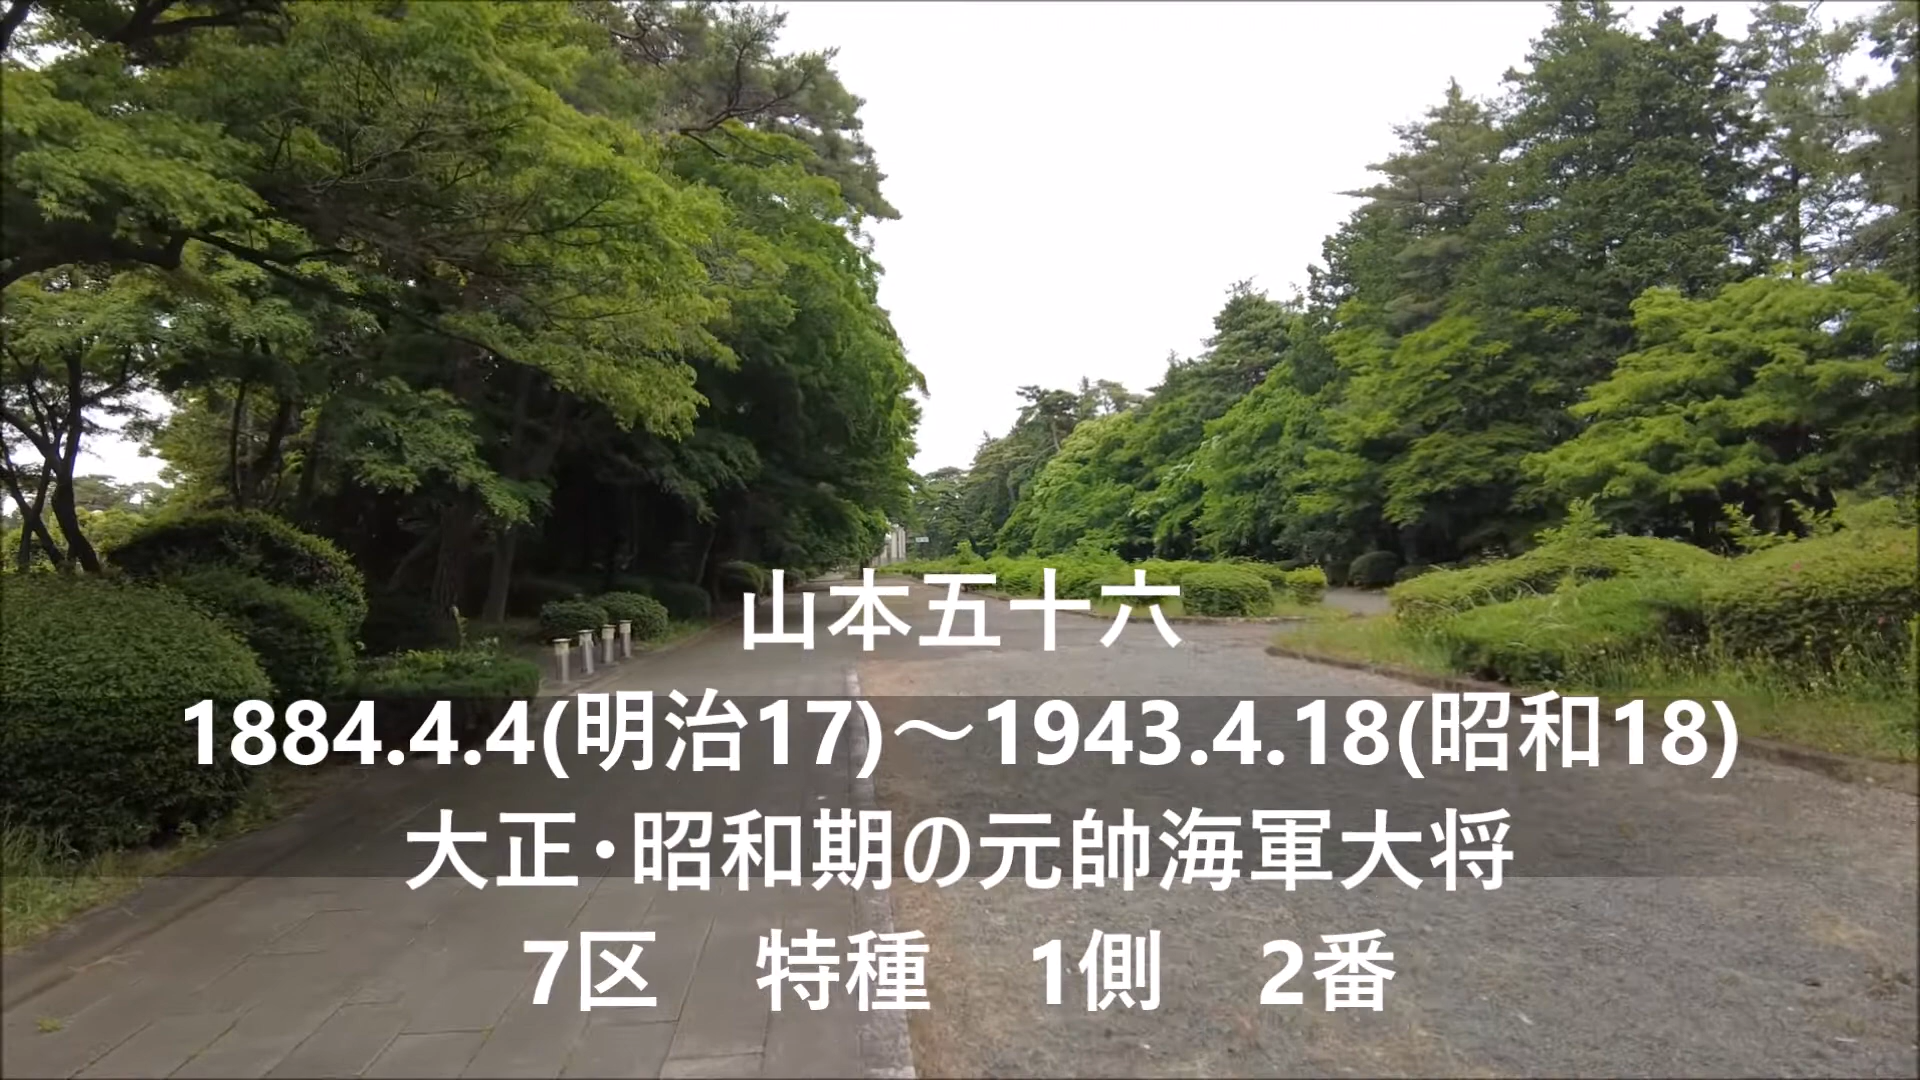 山本五十六
1884.4.4(明治17)～1943.4.18(昭和18)
大正・昭和期の元帥海軍大将
7区　特種　1側　2番